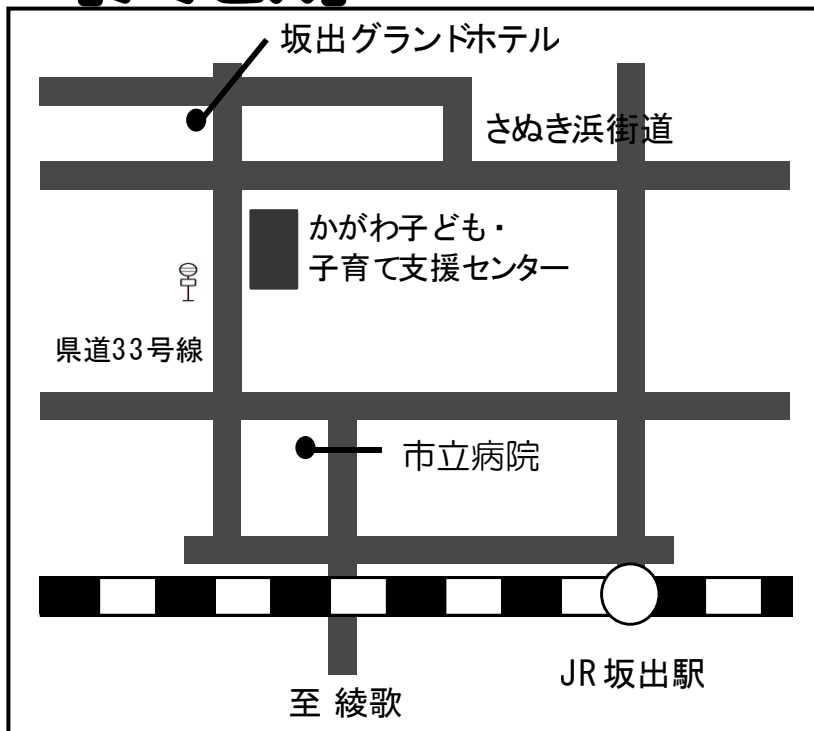 坂出グランドホテル
さぬき浜街道
かがわ子ども・
子育て支援センター
県道33号線
市立病院
JR坂出駅
至 綾歌